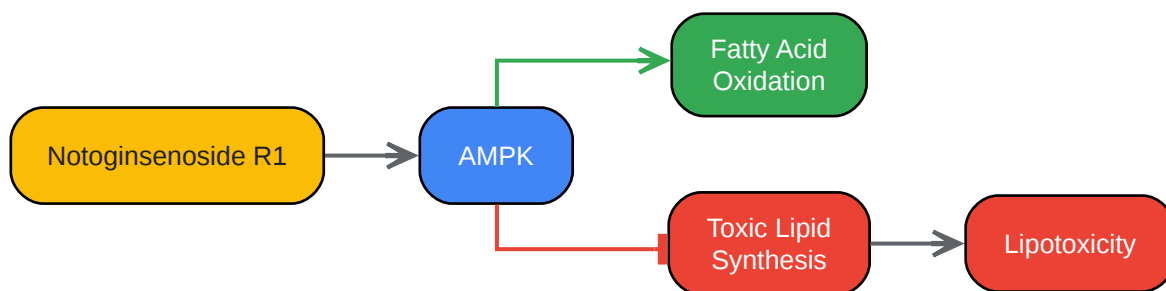 Fatty Acid
Oxidation
Notoginsenoside R1
AMPK
Toxic Lipid
Synthesis
Lipotoxicity